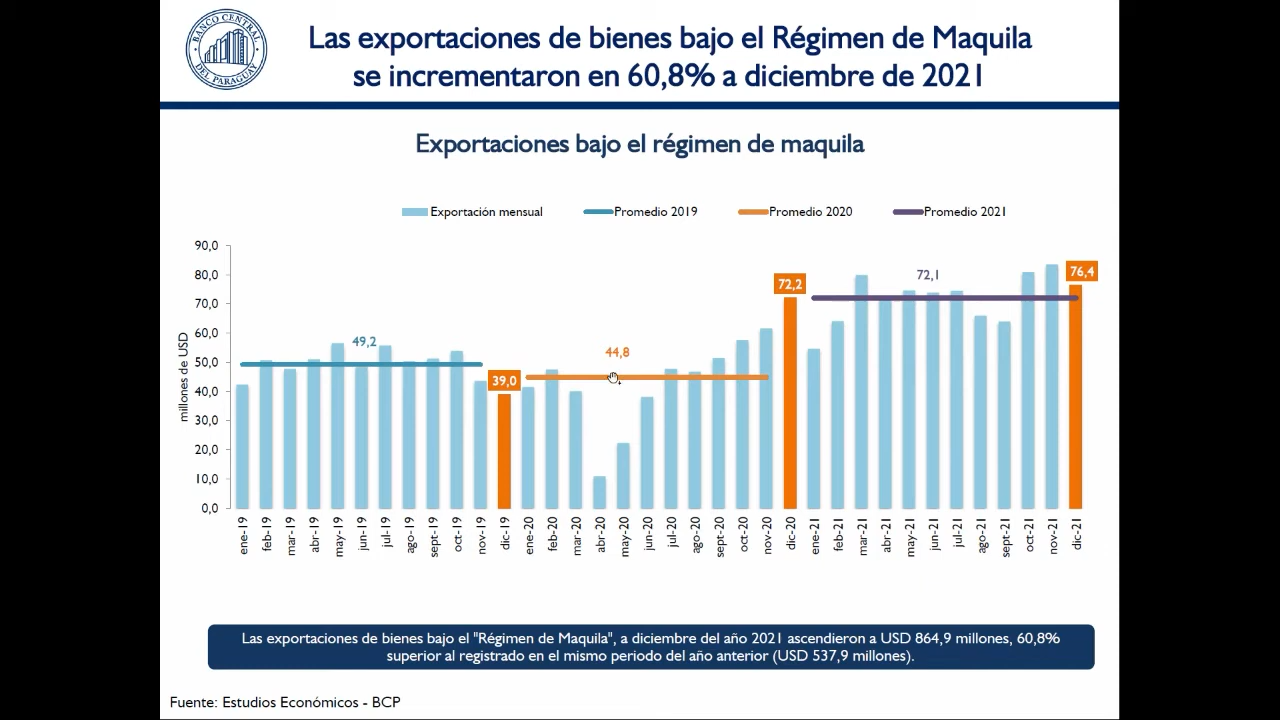 BANCO CENTRAL
DEL PARAGUAY
Las exportaciones de bienes bajo el Régimen de Maquila
se incrementaron en 60,8% a diciembre de 2021
Exportaciones bajo el régimen de maquila
Exportación mensual
Promedio 2019
Promedio 2020
Promedio 2021
millones de USD
90,0
80,0
70,0
60,0
50,0
40,0
30,0
20,0
10,0
0,0
49,2
39,0
44,8
72,2
72,1
76,4
ene-19
feb-19
mar-19
abr-19
may-19
jun-19
jul-19
ago-19
sept-19
oct-19
nov-19
dic-19
ene-20
feb-20
mar-20
abr-20
may-20
jun-20
jul-20
ago-20
sept-20
oct-20
nov-20
dic-20
ene-21
feb-21
mar-21
abr-21
may-21
jun-21
jul-21
ago-21
sept-21
oct-21
nov-21
dic-21
Las exportaciones de bienes bajo el "Régimen de Maquila", a diciembre del año 2021 ascendieron a USD 864,9 millones, 60,8%
superior al registrado en el mismo periodo del año anterior (USD 537,9 millones).
Fuente: Estudios Económicos - BCP